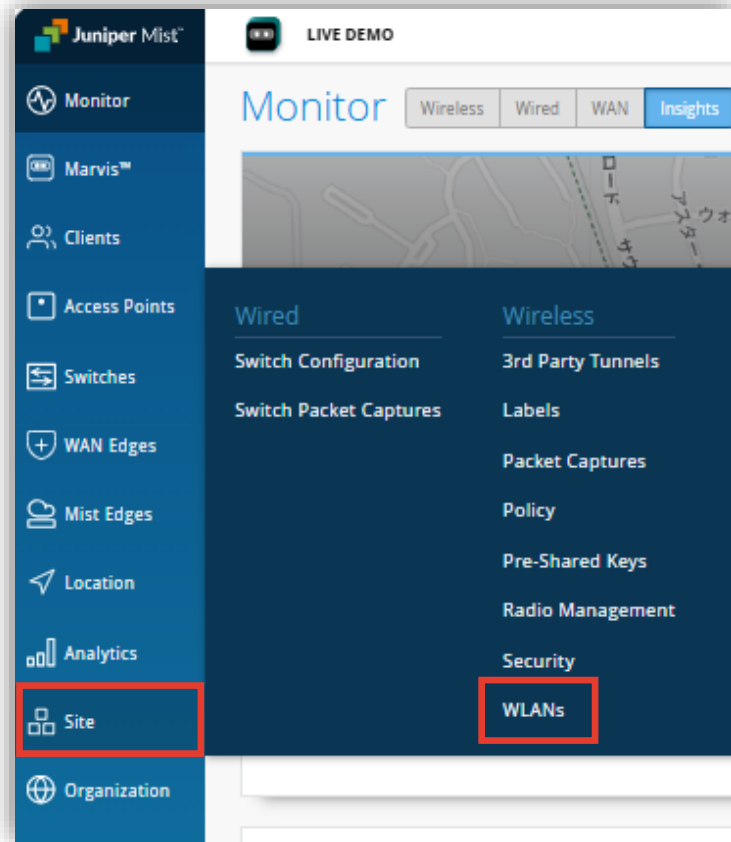 Juniper Mist™
LIVE DEMO
Monitor
Monitor
Wireless
Wired
WAN
Insights
Marvis™
Clients
Access Points
Switches
WAN Edges
Mist Edges
Location
Analytics
Site
Organization
Wired
Switch Configuration
Switch Packet Captures
Wireless
3rd Party Tunnels
Labels
Packet Captures
Policy
Pre-Shared Keys
Radio Management
Security
WLANs